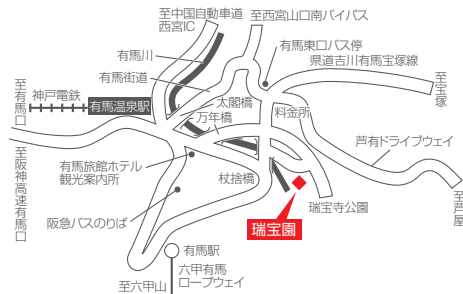 至中国自動車道
西宮IC
至西宮山口南バイパス
有馬川
有馬東口バス停
県道吉川有馬宝塚線
有馬街道
至宝塚
至有馬口
神戸電鉄
有馬温泉駅
太閤橋
料金所
万年橋
芦有ドライブウェイ
至阪神高速有馬口
有馬旅館ホテル
観光案内所
杖捨橋
至芦屋
瑞宝寺公園
阪急バスのりば
瑞宝園
有馬駅
六甲有馬
ロープウェイ
至六甲山